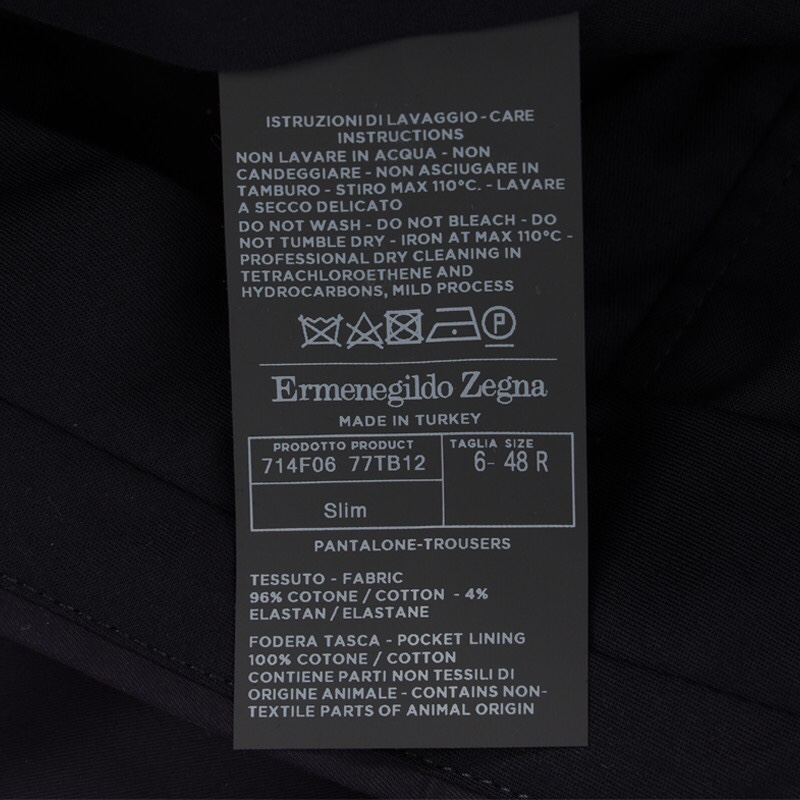 ISTRUZIONI DI LAVAGGIO - CARE
INSTRUCTIONS
NON LAVARE IN ACQUA - NON
CANDEGGIARE - NON ASCIUGARE IN
TAMBURO - STIRO MAX 110°C. - LAVARE
A SECCO DELICATO
DO NOT WASH - DO NOT BLEACH - DO
NOT TUMBLE DRY - IRON AT MAX 110°C -
PROFESSIONAL DRY CLEANING IN
TETRACHLOROETHENE AND
HYDROCARBONS, MILD PROCESS
P
Ermenegildo Zegna
MADE IN TURKEY
PRODOTTO PRODUCT
714F06 77TB12
Slim
TAGLIA SIZE
6- 48 R
PANTALONE-TROUSERS
TESSUTO - FABRIC
96% COTONE / COTTON - 4%
ELASTAN / ELASTANE
FODERA TASCA - POCKET LINING
100% COTONE / COTTON
CONTIENE PARTI NON TESSILI DI
ORIGINE ANIMALE - CONTAINS NON-
TEXTILE PARTS OF ANIMAL ORIGIN